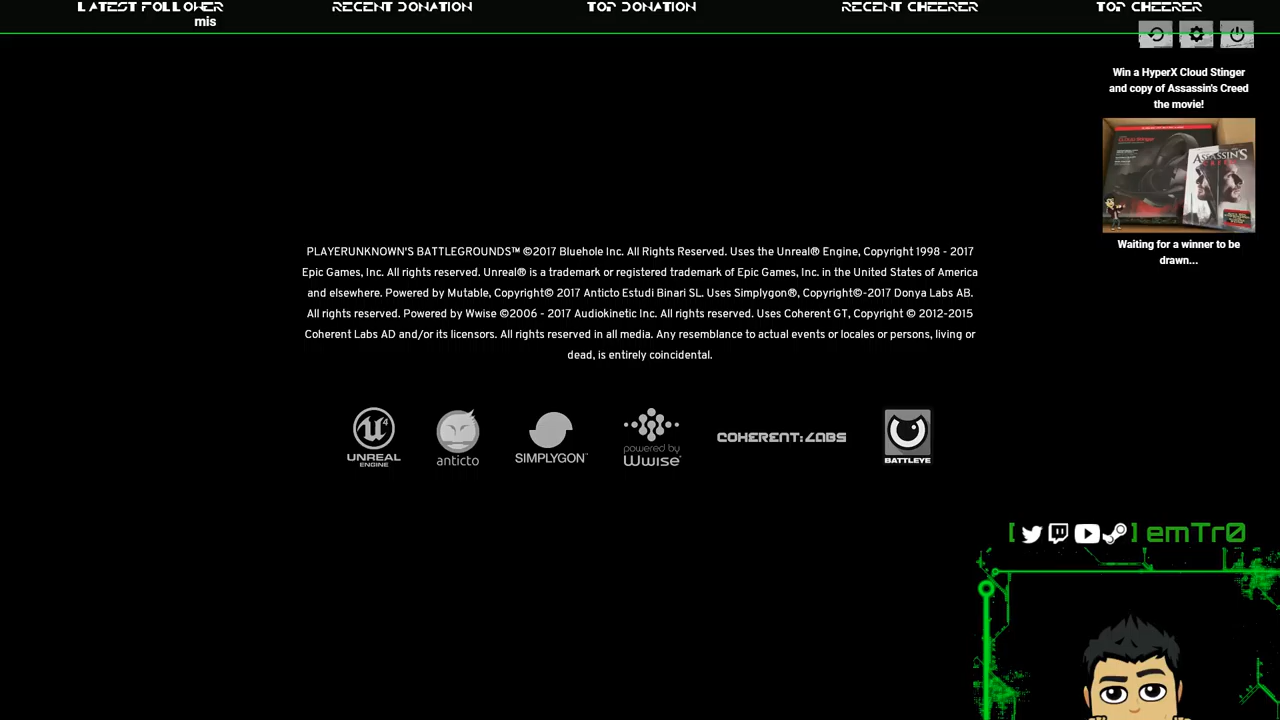 LATEST FOLLOWER
mis
RECENT DONATION
TOP DONATION
RECENT CHEERER
TOP CHEERER
Win a HyperX Cloud Stinger
and copy of Assassin's Creed
the movie!
ASSASSIN'S
CREED
Waiting for a winner to be
drawn...
PLAYERUNKNOWN'S BATTLEGROUNDS™ ©2017 Bluehole Inc. All Rights Reserved. Uses the Unreal® Engine, Copyright 1998 - 2017
Epic Games, Inc. All rights reserved. Unreal® is a trademark or registered trademark of Epic Games, Inc. in the United States of America
and elsewhere. Powered by Mutable, Copyright© 2017 Anticto Estudi Binari SL. Uses Simplygon®, Copyright©-2017 Donya Labs AB.
All rights reserved. Powered by Wwise ©2006 - 2017 Audiokinetic Inc. All rights reserved. Uses Coherent GT, Copyright © 2012-2015
Coherent Labs AD and/or its licensors. All rights reserved in all media. Any resemblance to actual events or locales or persons, living or
dead, is entirely coincidental.
4
UNREAL
ENGINE
anticto
SIMPLYGON™
powered by
Wwise
COHERENT:LABS
BATTLEYE
[ ] emTr0